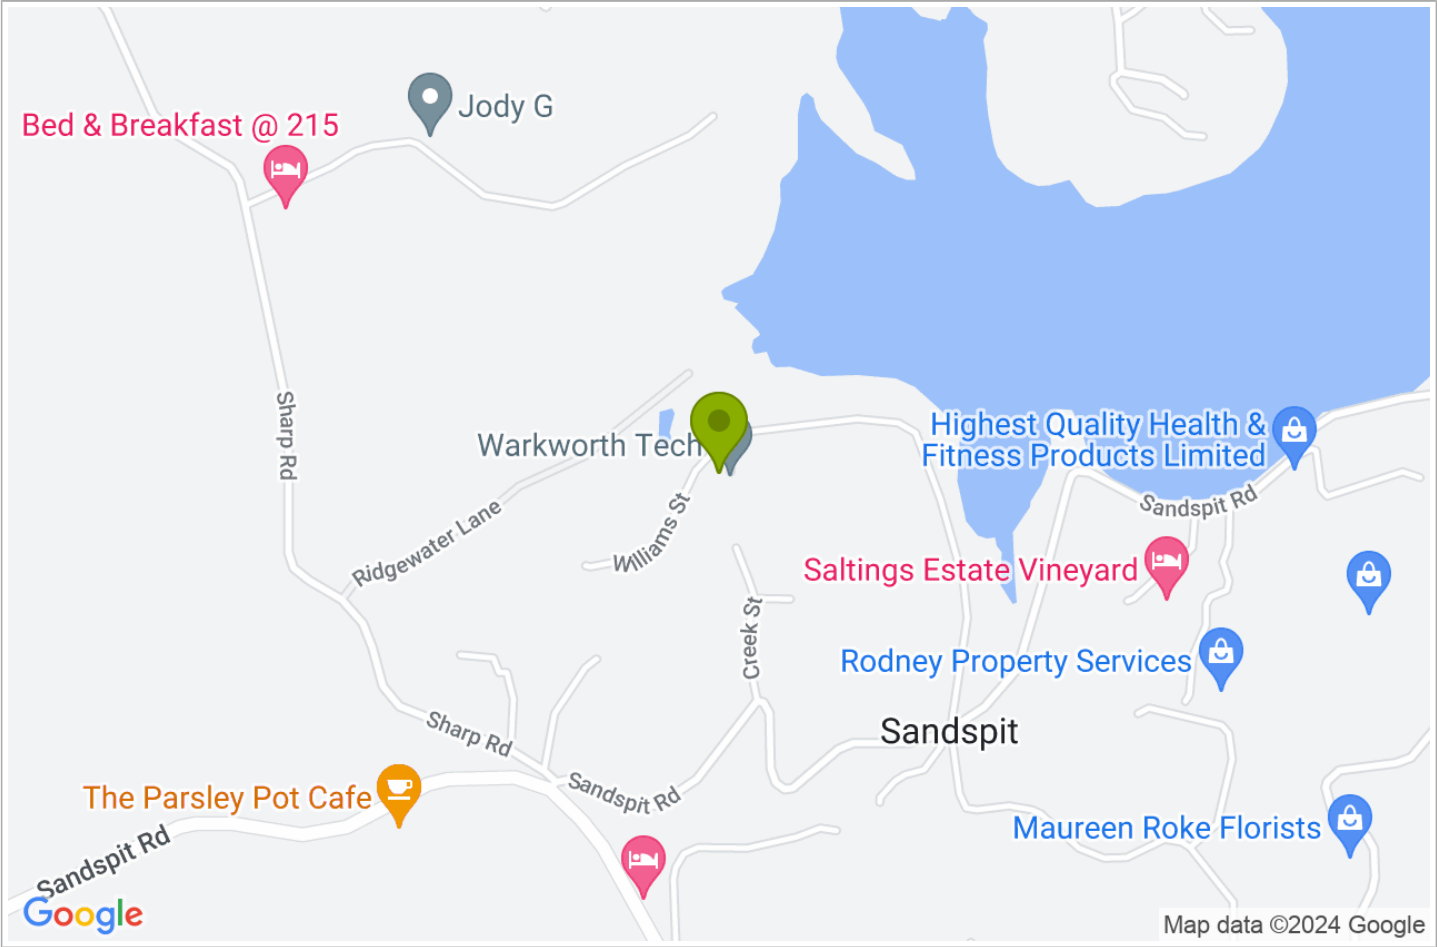 Jody G
Bed & Breakfast @ 215
Sharp Rd
Highest Quality Health &
Fitness Products Limited
Warkworth Tech
Sandspit Rd
Ridgewater Lane
Williams St
Saltings Estate Vineyard
Creek St
Rodney Property Services
Sharp Rd
Sandspit
Sandspit Rd
The Parsley Pot Cafe
Maureen Roke Florists
Sandspit Rd
Google
Map data ©2024 Google